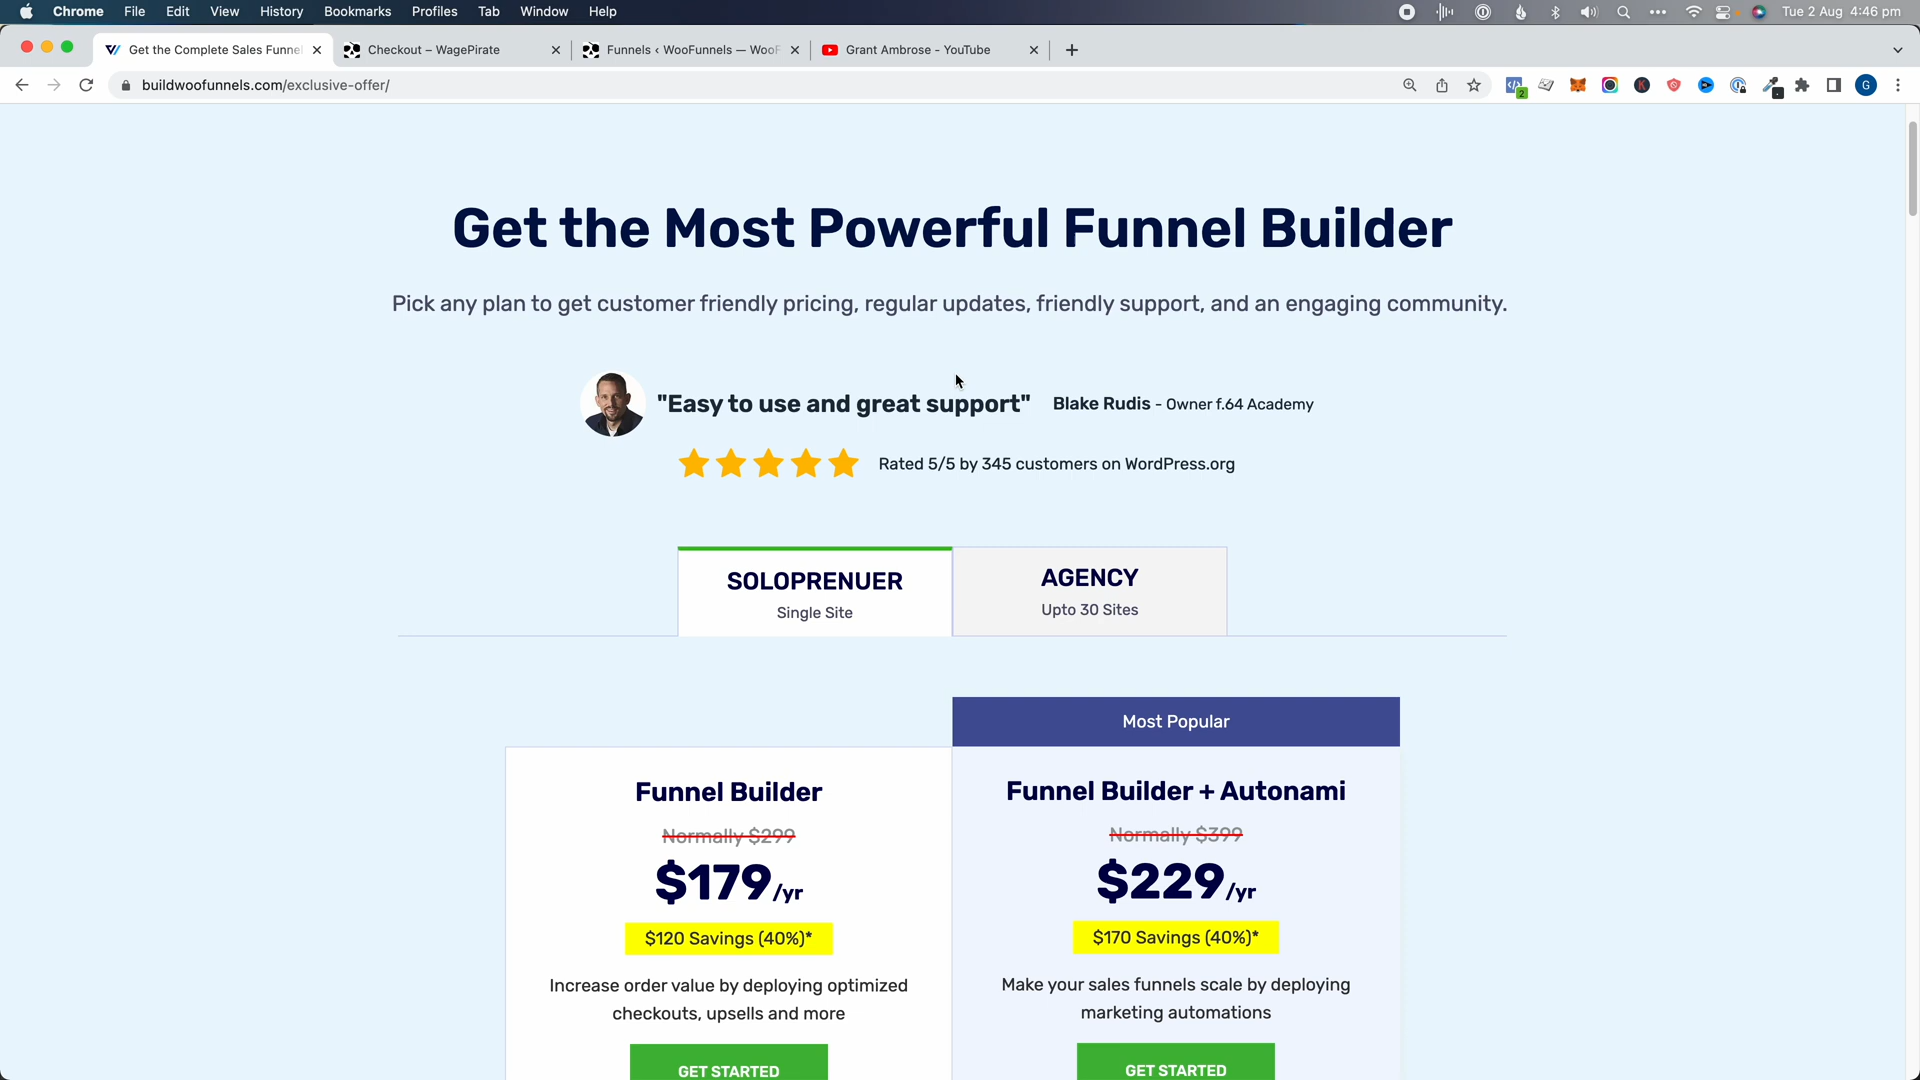 Chrome File Edit View History Bookmarks Profiles Tab Window Help
Tue 2 Aug 4:46 pm
Get the Complete Sales Funne
Checkout – WagePirate
Funnels ‹ WooFunnels — WooF
Grant Ambrose - YouTube
buildwoofunnels.com/exclusive-offer/
2
G
Get the Most Powerful Funnel Builder
Pick any plan to get customer friendly pricing, regular updates, friendly support, and an engaging community.
"Easy to use and great support" Blake Rudis - Owner f.64 Academy
Rated 5/5 by 345 customers on WordPress.org
SOLOPRENUER
Single Site
AGENCY
Upto 30 Sites
Most Popular
Funnel Builder
Normally $299
$179/yr
$120 Savings (40%)*
Increase order value by deploying optimized
checkouts, upsells and more
GET STARTED
Funnel Builder + Autonami
Normally $399
$229/yr
$170 Savings (40%)*
Make your sales funnels scale by deploying
marketing automations
GET STARTED